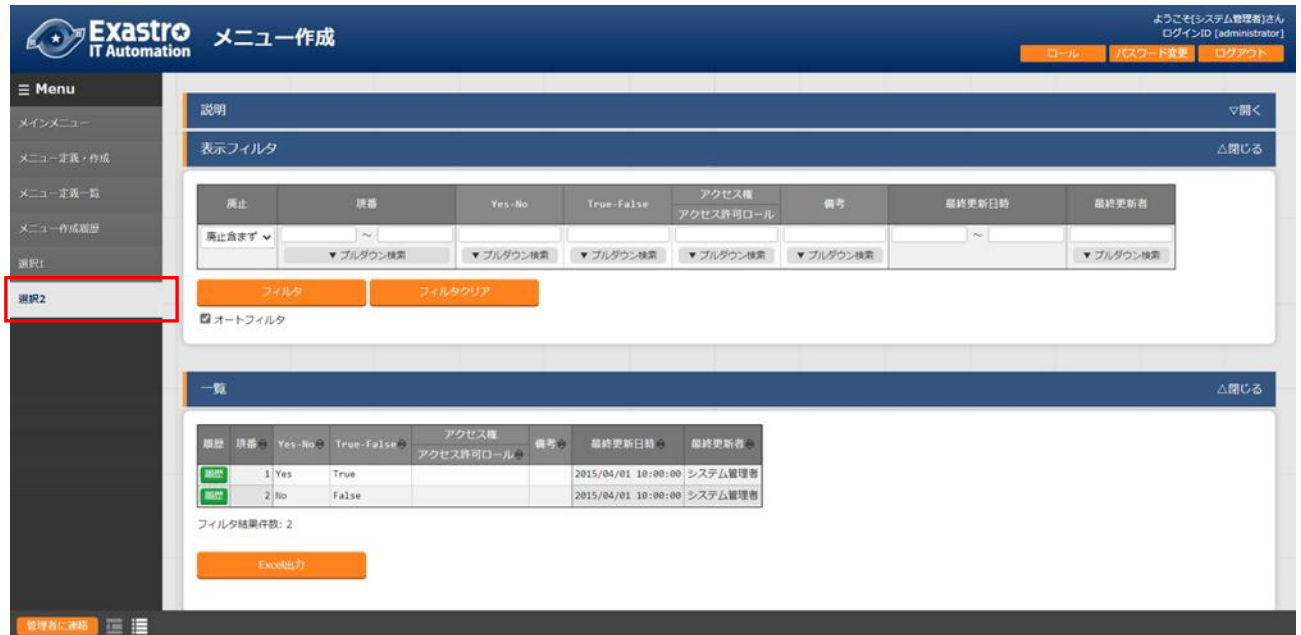 Exastro
IT Automation
メニュー作成
ようこそ[システム管理者]さん
ログインID [administrator]
ロール
パスワード変更
ログアウト
Menu
メインメニュー
メニュー定義・作成
メニュー定義一覧
メニュー作成履歴
選択1
選択2
説明
▽開く
表示フィルタ
△閉じる
廃止 項番 Yes-No True-False アクセス権 備考 最終更新日時 最終更新者
アクセス許可ロール
廃止含まず ～ ～
▼プルダウン検索 ▼プルダウン検索 ▼プルダウン検索 ▼プルダウン検索 ▼プルダウン検索 ▼プルダウン検索
フィルタ フィルタクリア
オートフィルタ
一覧
△閉じる
履歴 項番 Yes-No True-False アクセス権 備考 最終更新日時 最終更新者
アクセス許可ロール
履歴 1 Yes True 2015/04/01 10:00:00 システム管理者
履歴 2 No False 2015/04/01 10:00:00 システム管理者
フィルタ結果件数: 2
Excel出力
管理者に連絡